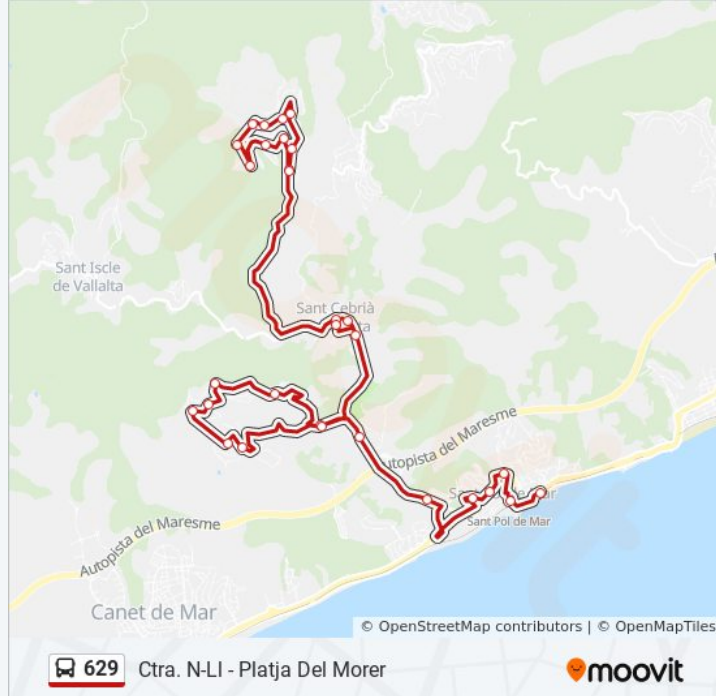 Sant Iscle
de Vallalta
Sant Cebrià
Autopista del Maresme
Sant Pol de Mar
Autopista del Maresme
Canet de Mar
© OpenStreetMap contributors | © OpenMapTiles
629 Ctra. N-LI - Platja Del Morer
moovit